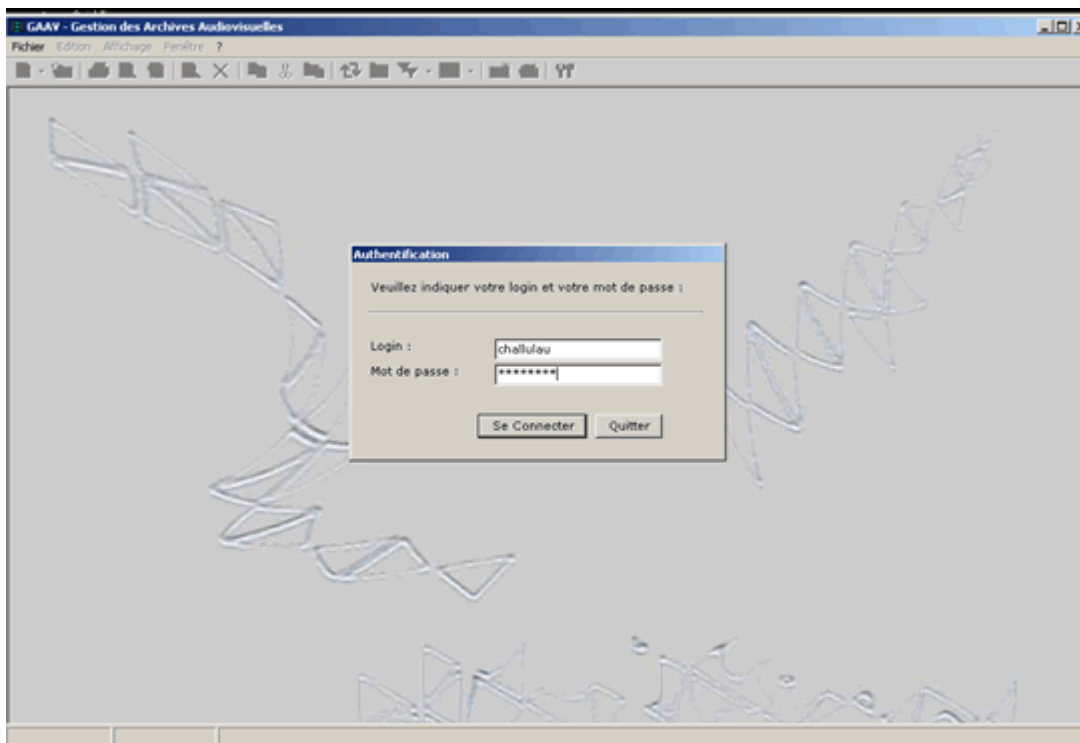 GAAV - Gestion des Archives Audiovisuelles
Fichier Edition Affichage Fenêtre ?
Authentification
Veuillez indiquer votre login et votre mot de passe :
Login : challulau
Mot de passe : ********
Se Connecter Quitter